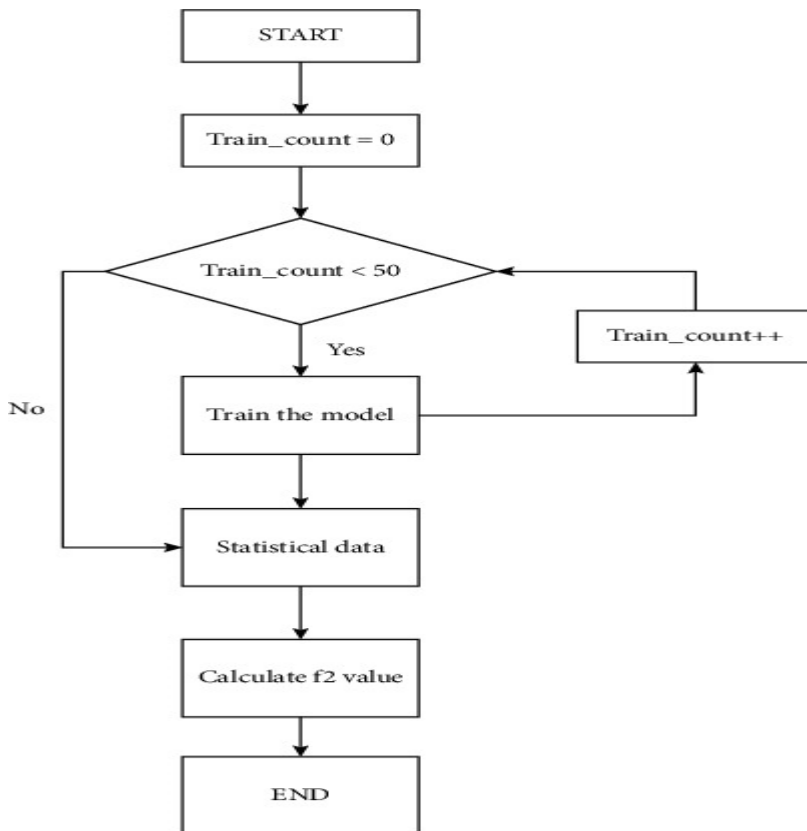 START
Train_count = 0
Train_count < 50
Train_count++
Yes
No
Train the model
Statistical data
Calculate f2 value
END